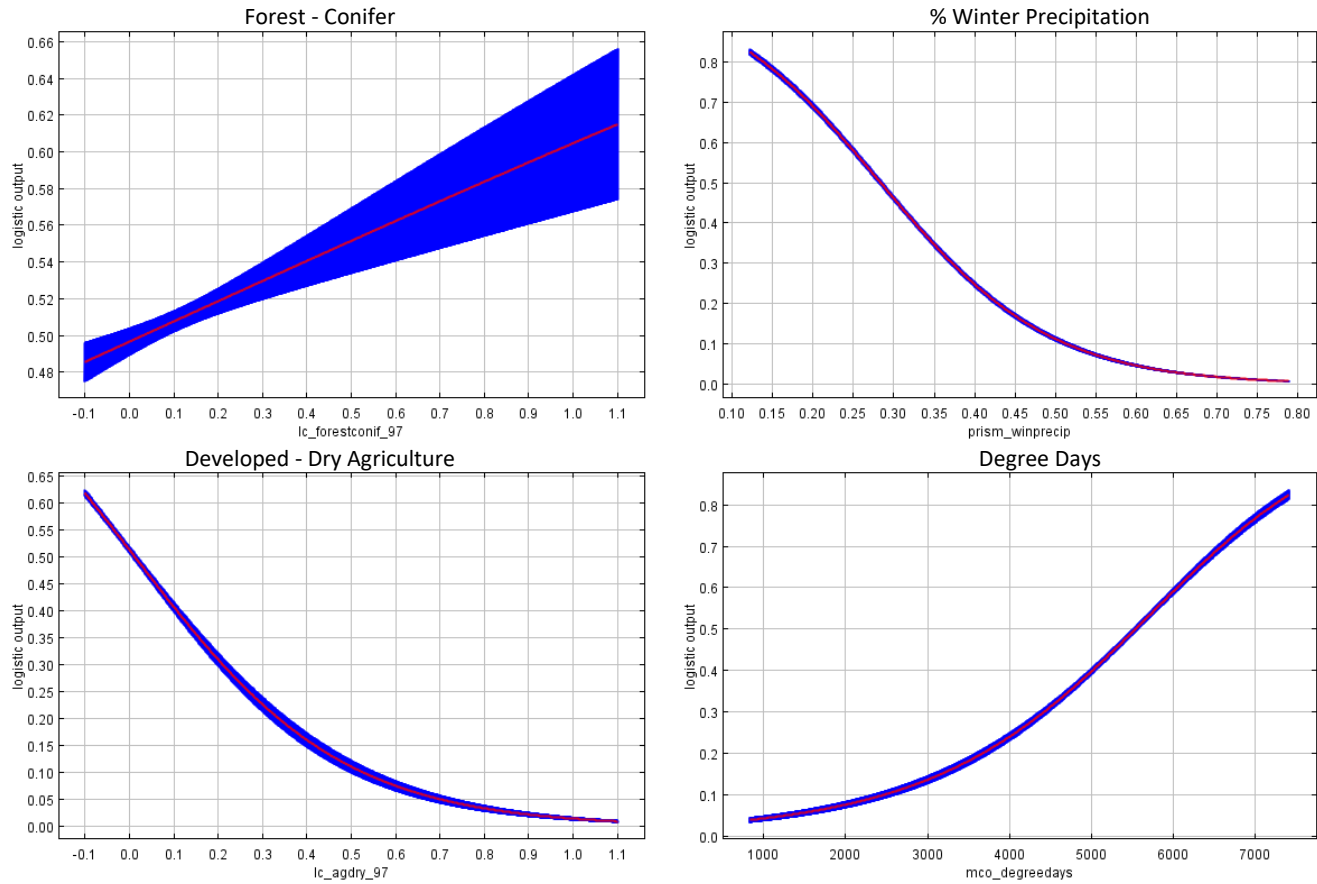 Forest - Conifer
0.66
0.64
0.62
0.60
0.58
0.56
0.54
0.52
0.50
0.48
logistic output
-0.1 0.0 0.1 0.2 0.3 0.4 0.5 0.6 0.7 0.8 0.9 1.0 1.1
lc_forestconif_97
% Winter Precipitation
0.8
0.7
0.6
0.5
0.4
0.3
0.2
0.1
0.0
logistic output
0.10 0.15 0.20 0.25 0.30 0.35 0.40 0.45 0.50 0.55 0.60 0.65 0.70 0.75 0.80
prism_winprecip
Developed - Dry Agriculture
0.65
0.60
0.55
0.50
0.45
0.40
0.35
0.30
0.25
0.20
0.15
0.10
0.05
0.00
logistic output
-0.1 0.0 0.1 0.2 0.3 0.4 0.5 0.6 0.7 0.8 0.9 1.0 1.1
lc_agdry_97
Degree Days
0.8
0.7
0.6
0.5
0.4
0.3
0.2
0.1
0.0
logistic output
1000 2000 3000 4000 5000 6000 7000
mco_degreedays